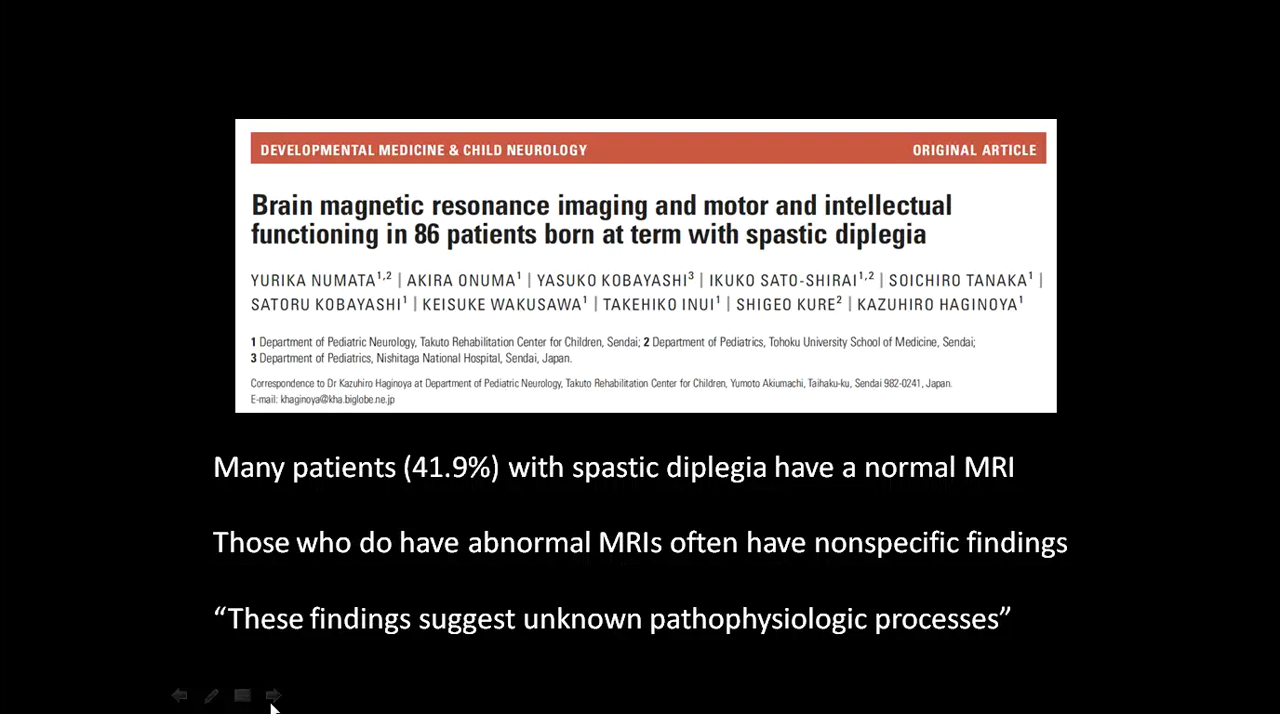 DEVELOPMENTAL MEDICINE & CHILD NEUROLOGY ORIGINAL ARTICLE
Brain magnetic resonance imaging and motor and intellectual
functioning in 86 patients born at term with spastic diplegia
YURIKA NUMATA1,2 | AKIRA ONUMA1 | YASUKO KOBAYASHI3 | IKUKO SATO-SHIRAI1,2 | SOICHIRO TANAKA1 |
SATORU KOBAYASHI1 | KEISUKE WAKUSAWA1 | TAKEHIKO INUI1 | SHIGEO KURE2 | KAZUHIRO HAGINOYA1
1 Department of Pediatric Neurology, Takuto Rehabilitation Center for Children, Sendai; 2 Department of Pediatrics, Tohoku University School of Medicine, Sendai;
3 Department of Pediatrics, Nishitaga National Hospital, Sendai, Japan.
Correspondence to Dr Kazuhiro Haginoya at Department of Pediatric Neurology, Takuto Rehabilitation Center for Children, Yumoto Akiumachi, Taihaku-ku, Sendai 982-0241, Japan.
E-mail: khaginoya@kha.biglobe.ne.jp
Many patients (41.9%) with spastic diplegia have a normal MRI
Those who do have abnormal MRIs often have nonspecific findings
“These findings suggest unknown pathophysiologic processes”